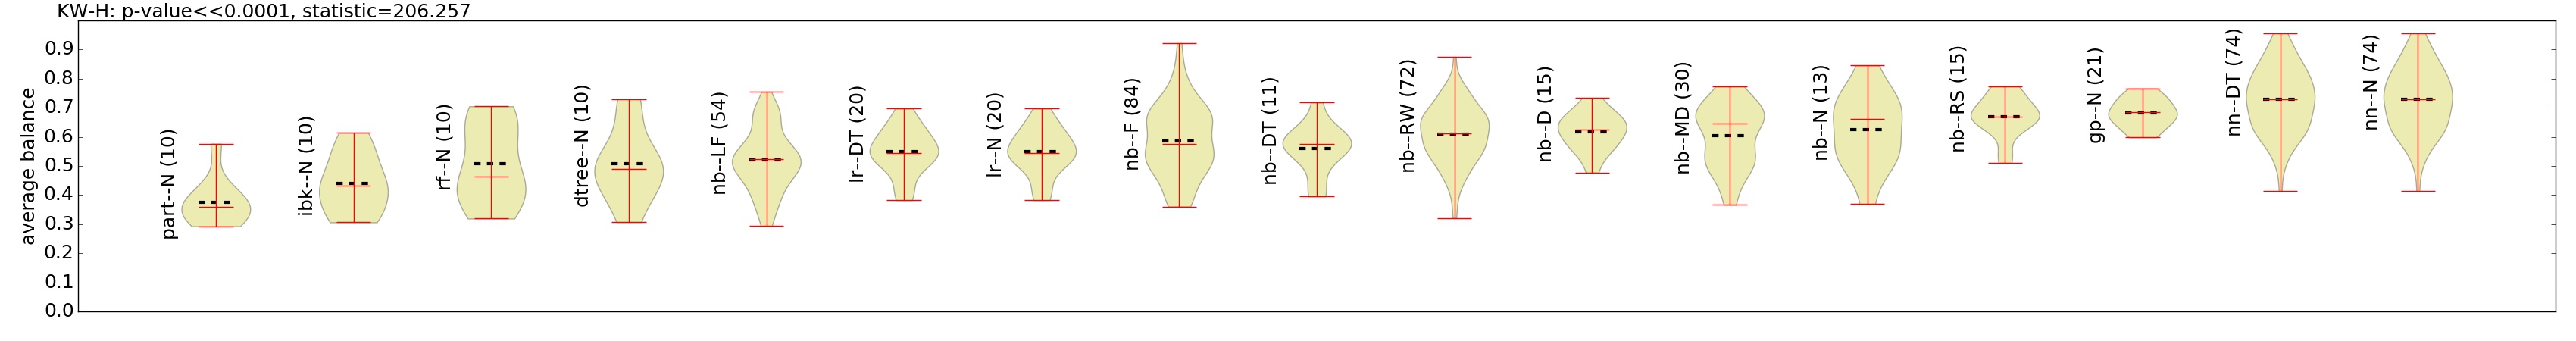 KW-H: p-value<<0.0001, statistic=206.257
average balance
0.9
0.8
0.7
0.6
0.5
0.4
0.3
0.2
0.1
0.0
part--N (10)
ibk--N (10)
rf--N (10)
dtree--N (10)
nb--LF (54)
lr--DT (20)
lr--N (20)
nb--F (84)
nb--DT (11)
nb--RW (72)
nb--D (15)
nb--MD (30)
nb--N (13)
nb--RS (15)
gp--N (21)
nn--DT (74)
nn--N (74)